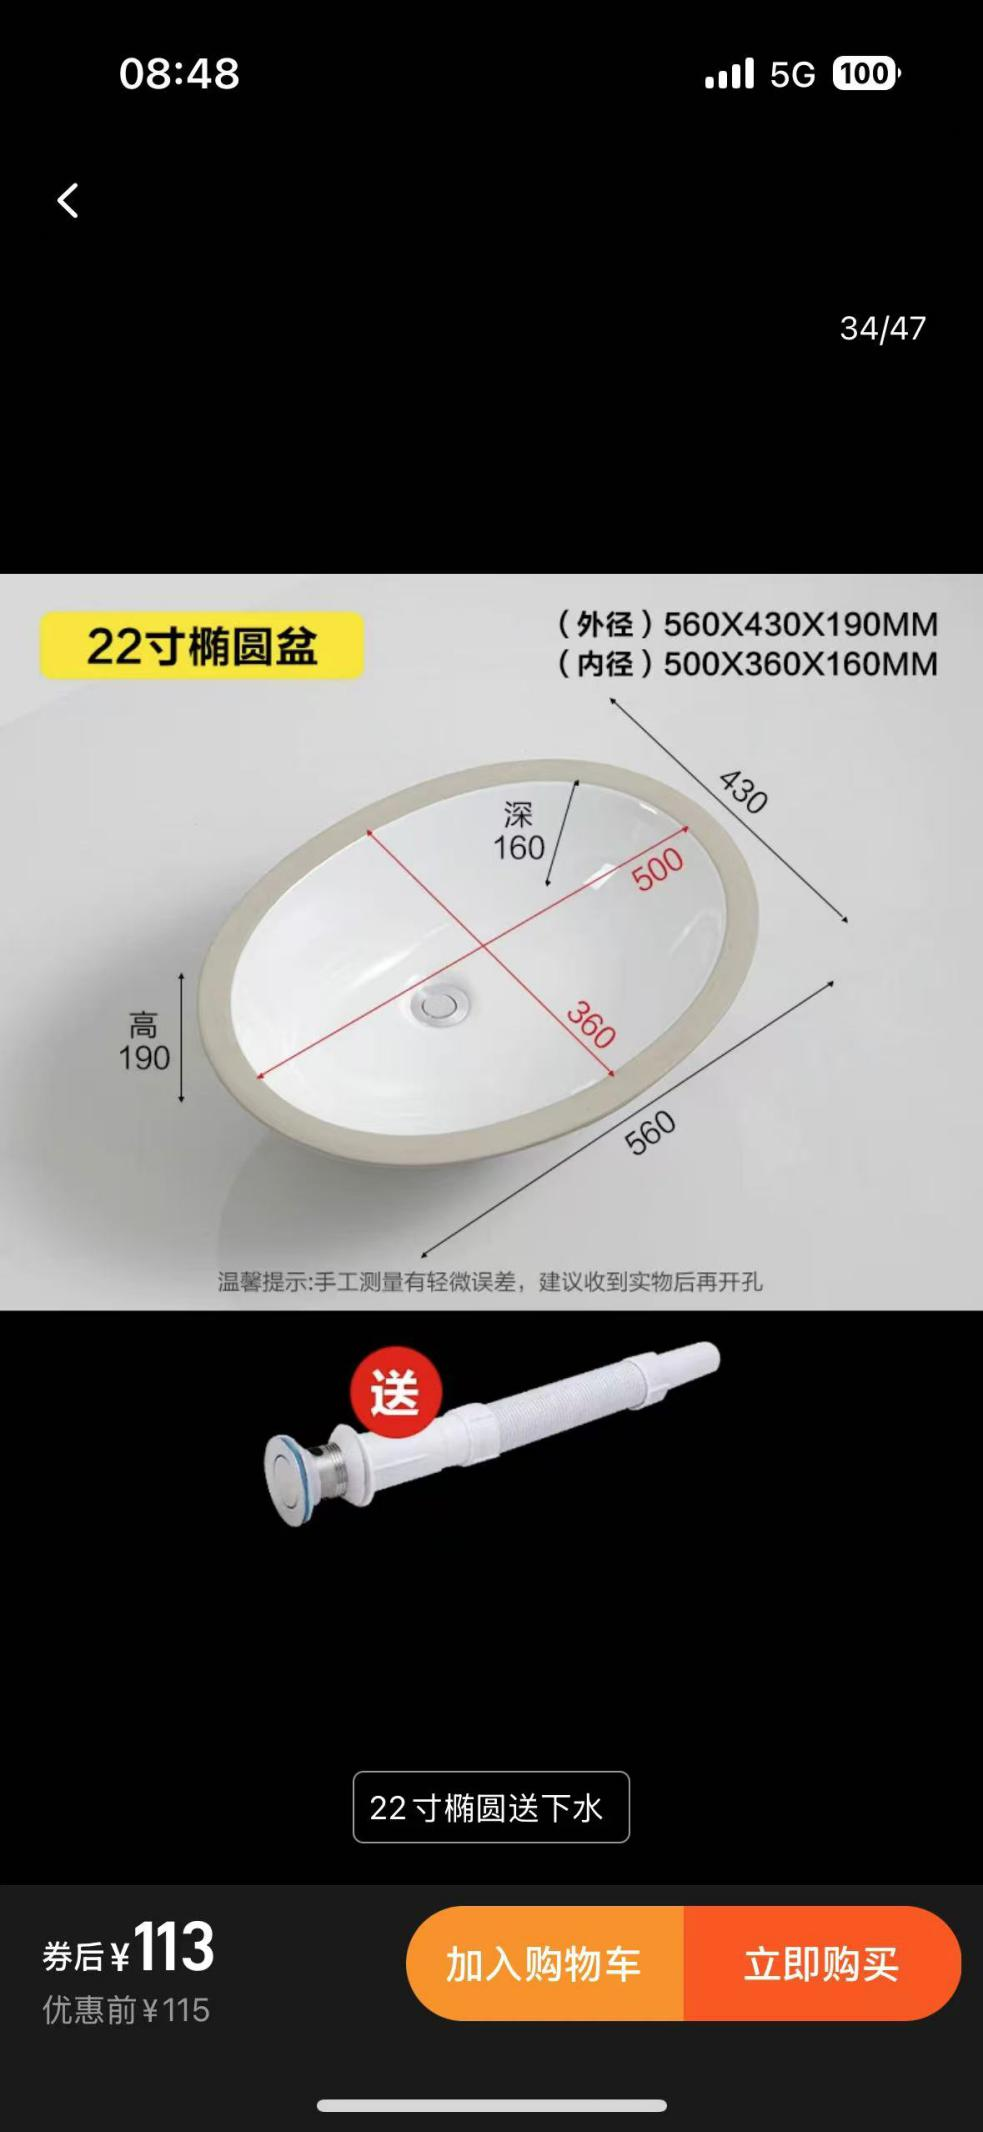 08:48
5G 100
34/47
22寸椭圆盆
（外径）560X430X190MM
（内径）500X360X160MM
430
深
160
500
高
190
360
560
温馨提示:手工测量有轻微误差，建议收到实物后再开孔
送
22寸椭圆送下水
券后¥113
优惠前¥115
加入购物车
立即购买